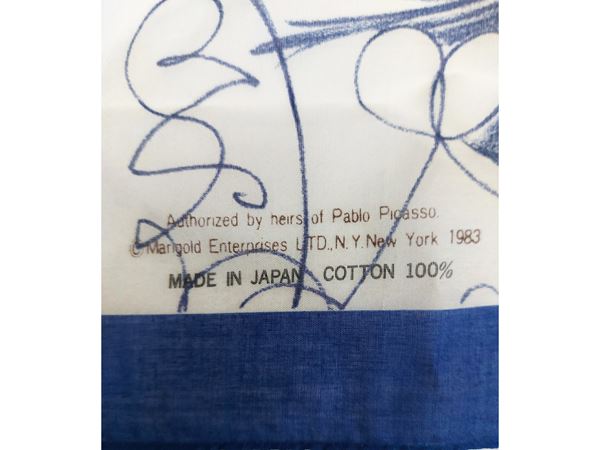 Authorized by heirs of Pablo Picasso.
© Marigold Enterprises LTD., N.Y. New York 1983
MADE IN JAPAN COTTON 100%